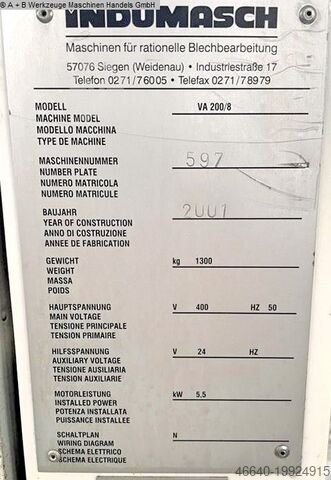 ® A + B Werkzeuge Maschinen Handels GmbH
INDUMASCH
Maschinen für rationelle Blechbearbeitung
57076 Siegen (Weidenau) • Industriestraße 17
Telefon 0271/76005 • Telefax 0271/78979
MODELL VA 200/8
MACHINE MODEL
MODELLO MACCHINA
TYPE DE MACHINE
MASCHINENNUMMER 597
NUMBER PLATE
NUMERO MATRICOLA
NUMERO MATRICULE
BAUJAHR 2001
YEAR OF CONSTRUCTION
ANNO DI COSTRUZIONE
ANNEE DE FABRICATION
GEWICHT kg 1300
WEIGHT
MASSA
POIDS
HAUPTSPANNUNG V 400 HZ 50
MAIN VOLTAGE
TENSIONE PRINCIPALE
TENSION PRIMAIRE
HILFSSPANNUNG V 24 HZ
AUXILIARY VOLTAGE
TENSIONE AUSILIARIA
TENSION AUXILIARIE
MOTORLEISTUNG kW 5,5
INSTALLED POWER
POTENZA INSTALLATA
PUISSANCE INSTALLEE
SCHALTPLAN N
WIRING DIAGRAM
SCHEMA ELETTRICO
SCHEMA ELECTRIQUE
46640-19924915